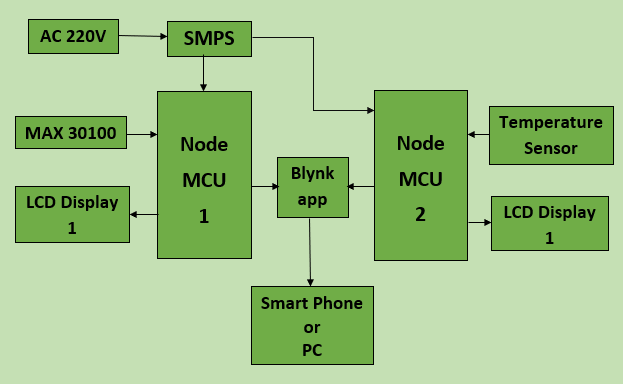 AC 220V
SMPS
MAX 30100
Node
MCU
1
LCD Display
1
Blynk
app
Node
MCU
2
Temperature
Sensor
LCD Display
1
Smart Phone
or
PC